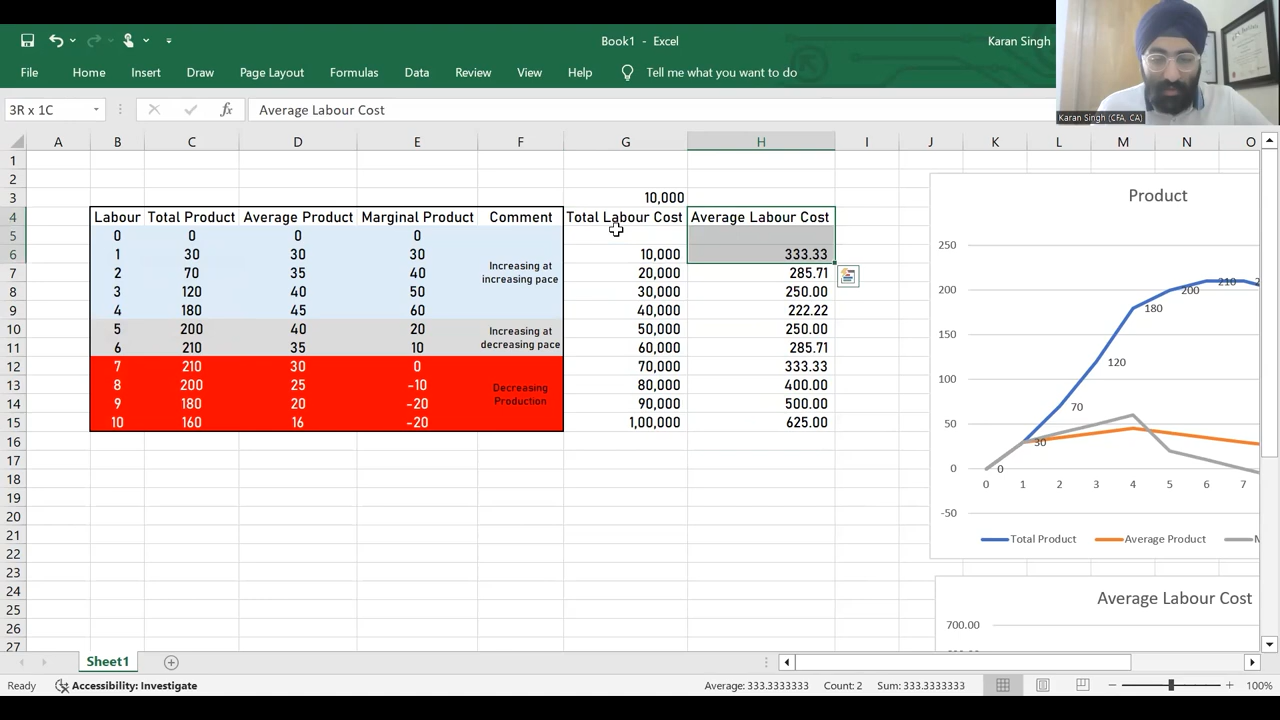 Book1 - Excel
Karan Singh
File Home Insert Draw Page Layout Formulas Data Review View Help Tell me what you want to do
3R x 1C fx Average Labour Cost
Karan Singh (CFA, CA)
A B C D E F G H I J K L M N O
1
2
3 10,000
4 Labour Total Product Average Product Marginal Product Comment Total Labour Cost Average Labour Cost
5 0 0 0 0
6 1 30 30 30 10,000 333.33
Increasing at
increasing pace
7 2 70 35 40 20,000 285.71
8 3 120 40 50 30,000 250.00
9 4 180 45 60 40,000 222.22
10 5 200 40 20 50,000 250.00
Increasing at
decreasing pace
11 6 210 35 10 60,000 285.71
12 7 210 30 0 70,000 333.33
13 8 200 25 -10 80,000 400.00
Decreasing
Production
14 9 180 20 -20 90,000 500.00
15 10 160 16 -20 1,00,000 625.00
16
17
18
19
20
21
22
23
24
25
26
27
Product
250
200
150
100
50
0
-50
0 1 2 3 4 5 6 7
0 30 70 120 180 200 210
Total Product Average Product
Average Labour Cost
700.00
Sheet1
Ready Accessibility: Investigate Average: 333.3333333 Count: 2 Sum: 333.3333333 100%